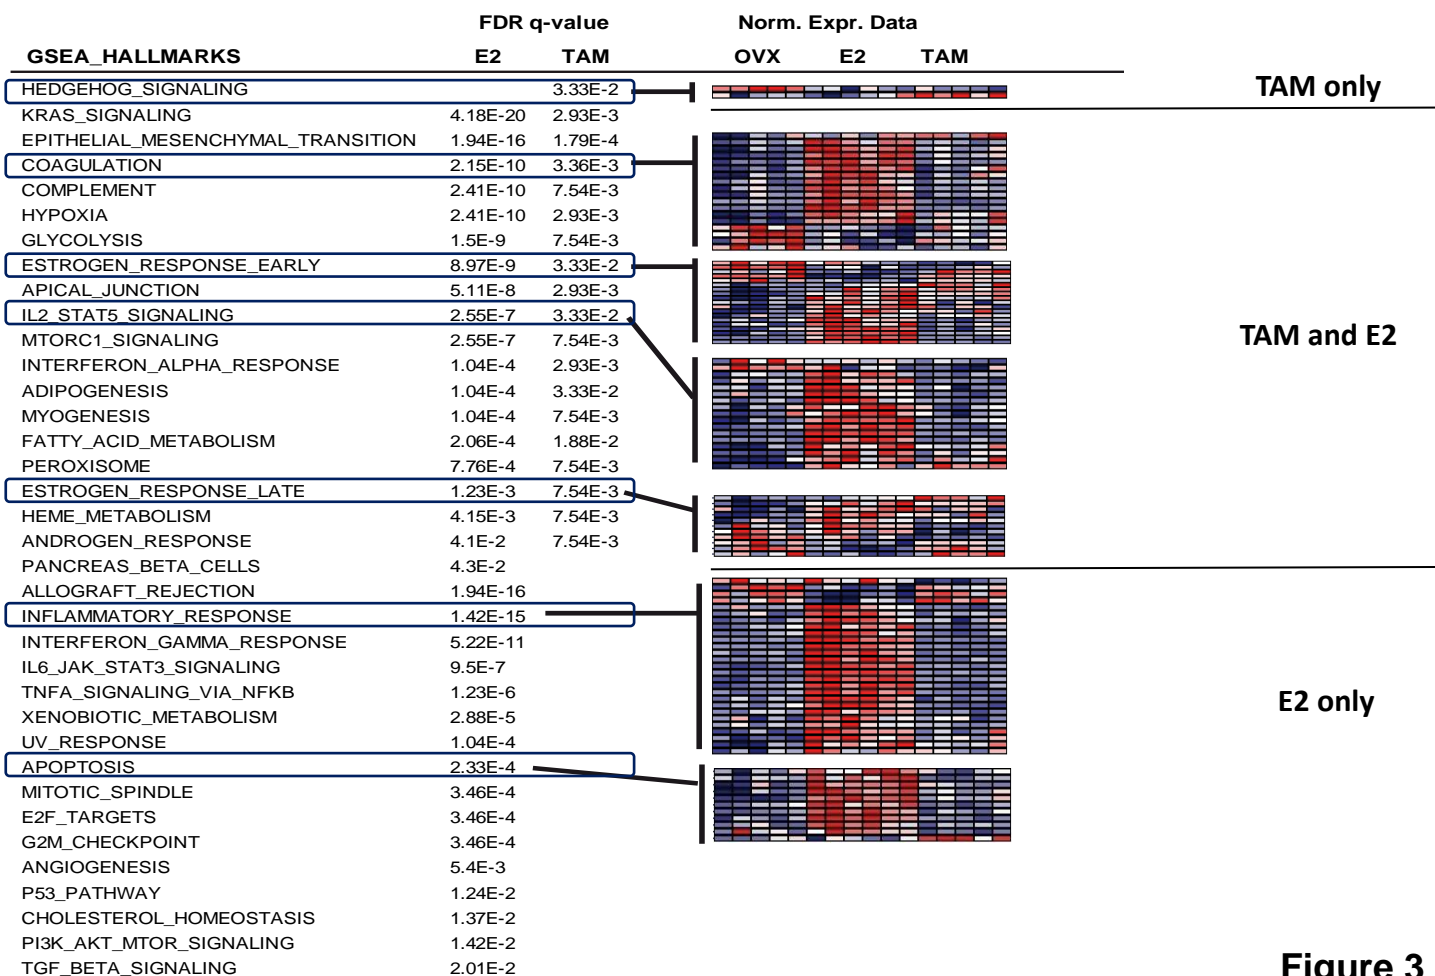 FDR q-value Norm. Expr. Data
GSEA_HALLMARKS E2 TAM OVX E2 TAM
HEDGEHOG_SIGNALING 3.33E-2 TAM only
KRAS_SIGNALING 4.18E-20 2.93E-3
EPITHELIAL_MESENCHYMAL_TRANSITION 1.94E-16 1.79E-4
COAGULATION 2.15E-10 3.36E-3
COMPLEMENT 2.41E-10 7.54E-3
HYPOXIA 2.41E-10 2.93E-3
GLYCOLYSIS 1.5E-9 7.54E-3
ESTROGEN_RESPONSE_EARLY 8.97E-9 3.33E-2
APICAL_JUNCTION 5.11E-8 2.93E-3
IL2_STAT5_SIGNALING 2.55E-7 3.33E-2
MTORC1_SIGNALING 2.55E-7 7.54E-3 TAM and E2
INTERFERON_ALPHA_RESPONSE 1.04E-4 2.93E-3
ADIPOGENESIS 1.04E-4 3.33E-2
MYOGENESIS 1.04E-4 7.54E-3
FATTY_ACID_METABOLISM 2.06E-4 1.88E-2
PEROXISOME 7.76E-4 7.54E-3
ESTROGEN_RESPONSE_LATE 1.23E-3 7.54E-3
HEME_METABOLISM 4.15E-3 7.54E-3
ANDROGEN_RESPONSE 4.1E-2 7.54E-3
PANCREAS_BETA_CELLS 4.3E-2
ALLOGRAFT_REJECTION 1.94E-16
INFLAMMATORY_RESPONSE 1.42E-15
INTERFERON_GAMMA_RESPONSE 5.22E-11
IL6_JAK_STAT3_SIGNALING 9.5E-7
TNFA_SIGNALING_VIA_NFKB 1.23E-6 E2 only
XENOBIOTIC_METABOLISM 2.88E-5
UV_RESPONSE 1.04E-4
APOPTOSIS 2.33E-4
MITOTIC_SPINDLE 3.46E-4
E2F_TARGETS 3.46E-4
G2M_CHECKPOINT 3.46E-4
ANGIOGENESIS 5.4E-3
P53_PATHWAY 1.24E-2
CHOLESTEROL_HOMEOSTASIS 1.37E-2
PI3K_AKT_MTOR_SIGNALING 1.42E-2
TGF_BETA_SIGNALING 2.01E-2 Figure 3